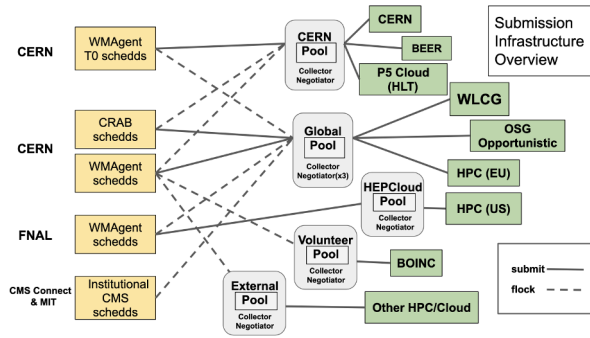 Submission
Infrastructure
Overview
CERN
WMAgent
T0 schedds
CERN
Pool
Collector
Negotiator
CERN
BEER
P5 Cloud
(HLT)
CERN
CRAB
schedds
WMAgent
schedds
Global
Pool
Collector
Negotiator(x3)
WLCG
OSG
Opportunistic
HPC (EU)
FNAL
WMAgent
schedds
HEPCloud
Pool
Collector
Negotiator
HPC (US)
Volunteer
Pool
Collector
Negotiator
BOINC
CMS Connect
& MIT
Institutional
CMS
schedds
External
Pool
Collector
Negotiator
Other HPC/Cloud
submit
flock